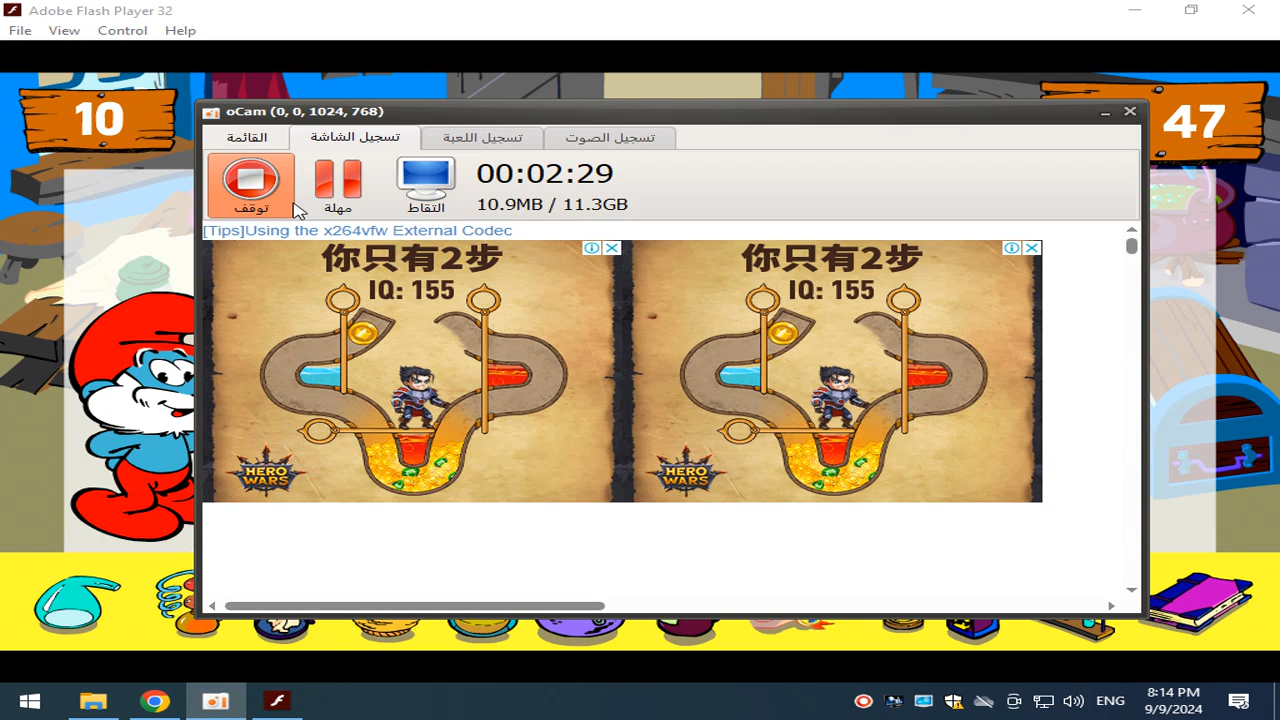 Adobe Flash Player 32
File View Control Help
10
47
oCam (0, 0, 1024, 768)
القائمة
تسجيل الشاشة
تسجيل اللعبة
تسجيل الصوت
توقف
مهلة
التقاط
00:02:29
10.9MB / 11.3GB
[Tips]Using the x264vfw External Codec
你只有2步
IQ: 155
HERO
WARS
你只有2步
IQ: 155
HERO
WARS
ENG
8:14 PM
9/9/2024